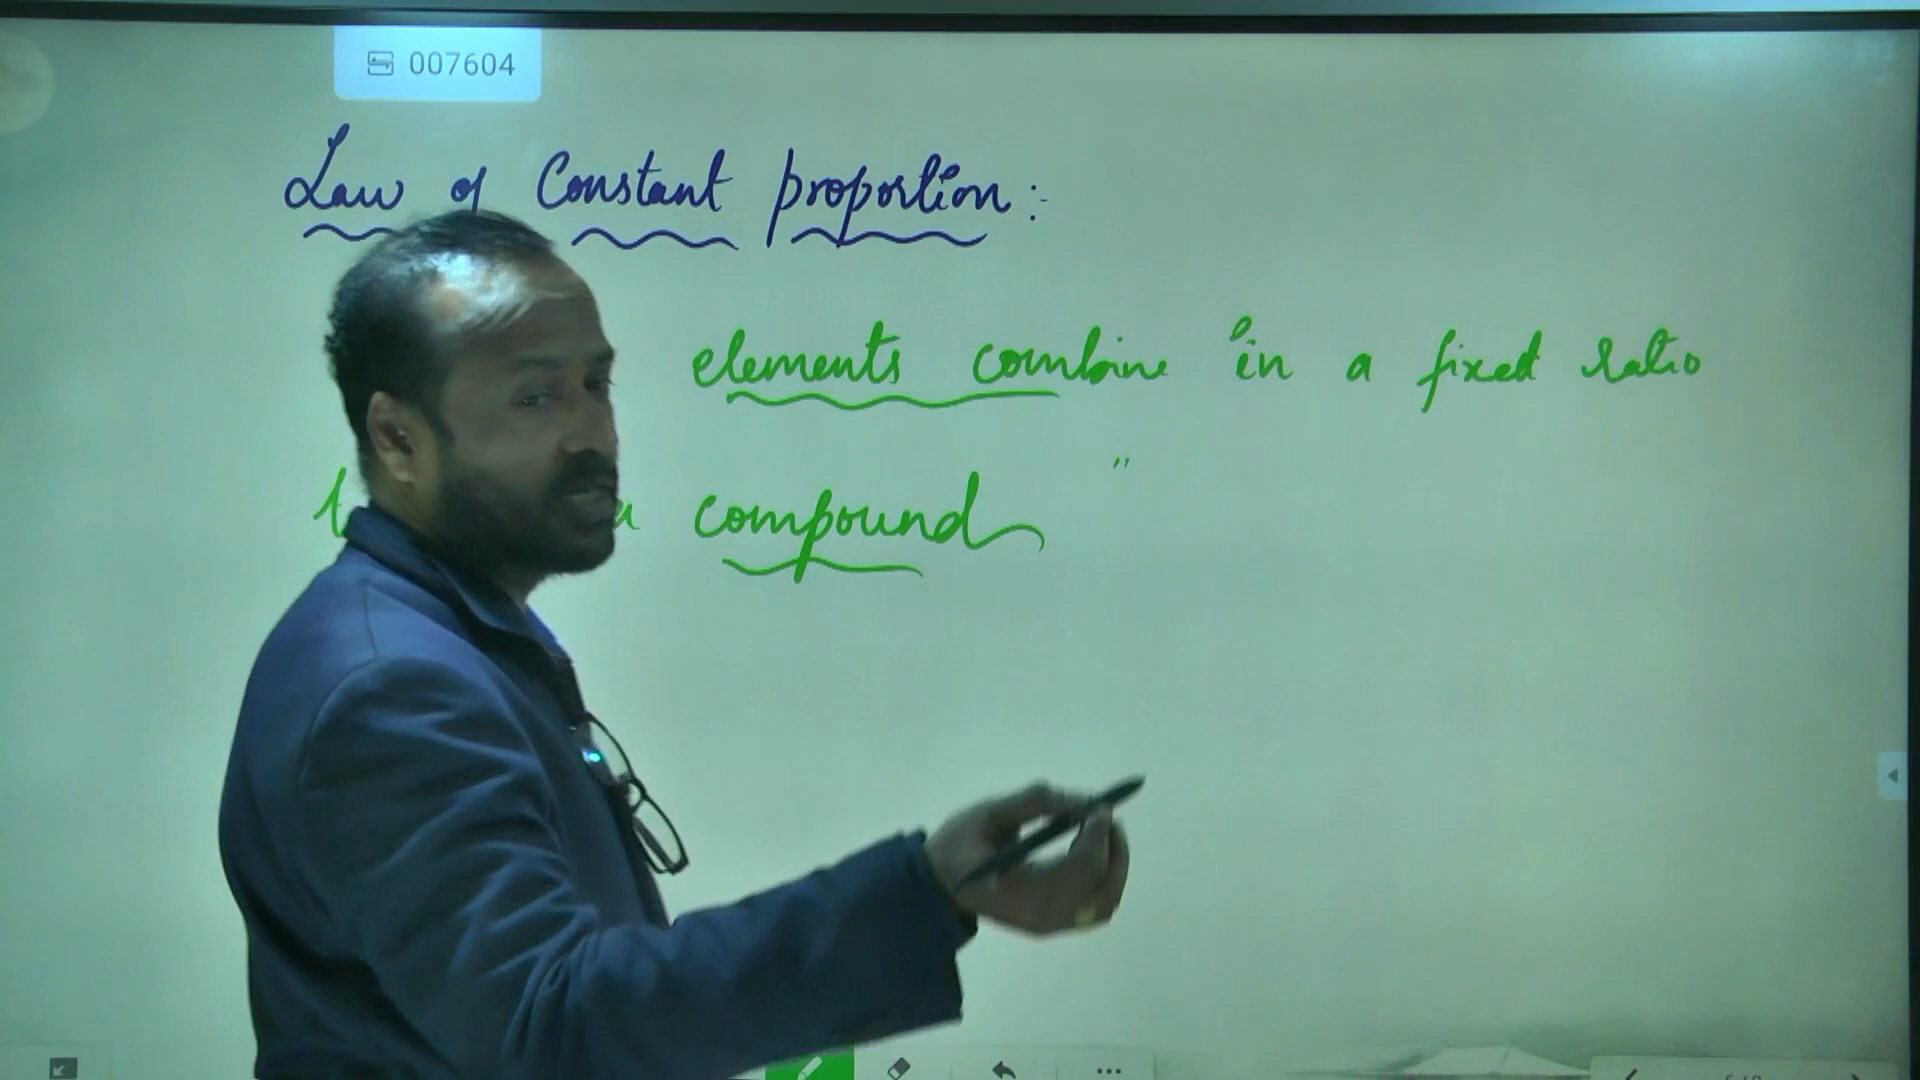 007604
Law of Constant proportion :-
elements combine in a fixed ratio
a compound "